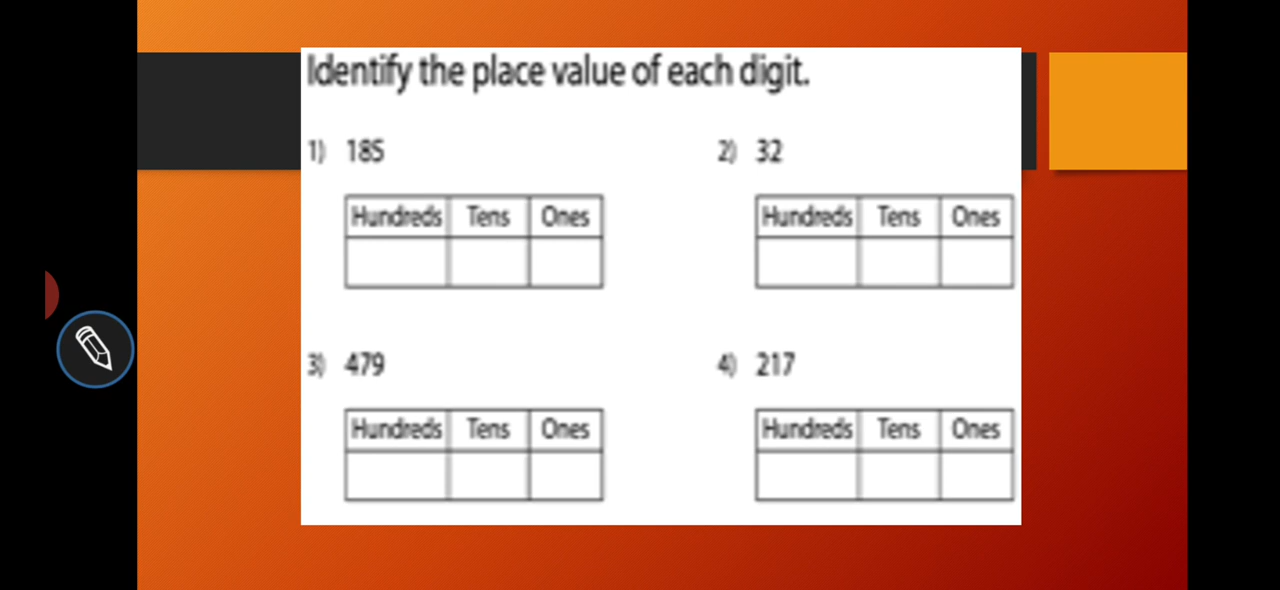 Identify the place value of each digit.
1) 185
2) 32
Hundreds Tens Ones
Hundreds Tens Ones
3) 479
4) 217
Hundreds Tens Ones
Hundreds Tens Ones